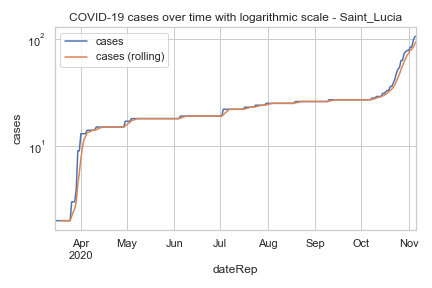 COVID-19 cases over time with logarithmic scale - Saint_Lucia
cases
cases (rolling)
10²
10¹
cases
Apr
2020
May
Jun
Jul
Aug
Sep
Oct
Nov
dateRep